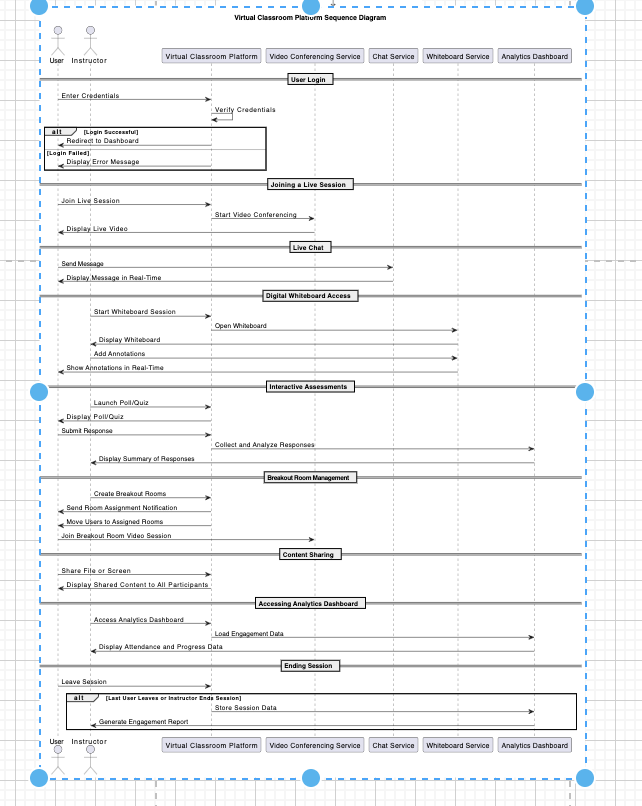 Virtual Classroom Platform Sequence Diagram
User Instructor Virtual Classroom Platform Video Conferencing Service Chat Service Whiteboard Service Analytics Dashboard
User Login
Enter Credentials
Verify Credentials
alt [Login Successful]
Redirect to Dashboard
[Login Failed]
Display Error Message
Joining a Live Session
Join Live Session
Start Video Conferencing
Display Live Video
Live Chat
Send Message
Display Message in Real-Time
Digital Whiteboard Access
Start Whiteboard Session
Open Whiteboard
Display Whiteboard
Add Annotations
Show Annotations in Real-Time
Interactive Assessments
Launch Poll/Quiz
Display Poll/Quiz
Submit Response
Collect and Analyze Responses
Display Summary of Responses
Breakout Room Management
Create Breakout Rooms
Send Room Assignment Notification
Move Users to Assigned Rooms
Join Breakout Room Video Session
Content Sharing
Share File or Screen
Display Shared Content to All Participants
Accessing Analytics Dashboard
Access Analytics Dashboard
Load Engagement Data
Display Attendance and Progress Data
Ending Session
Leave Session
alt [Last User Leaves or Instructor Ends Session]
Store Session Data
Generate Engagement Report
User Instructor Virtual Classroom Platform Video Conferencing Service Chat Service Whiteboard Service Analytics Dashboard